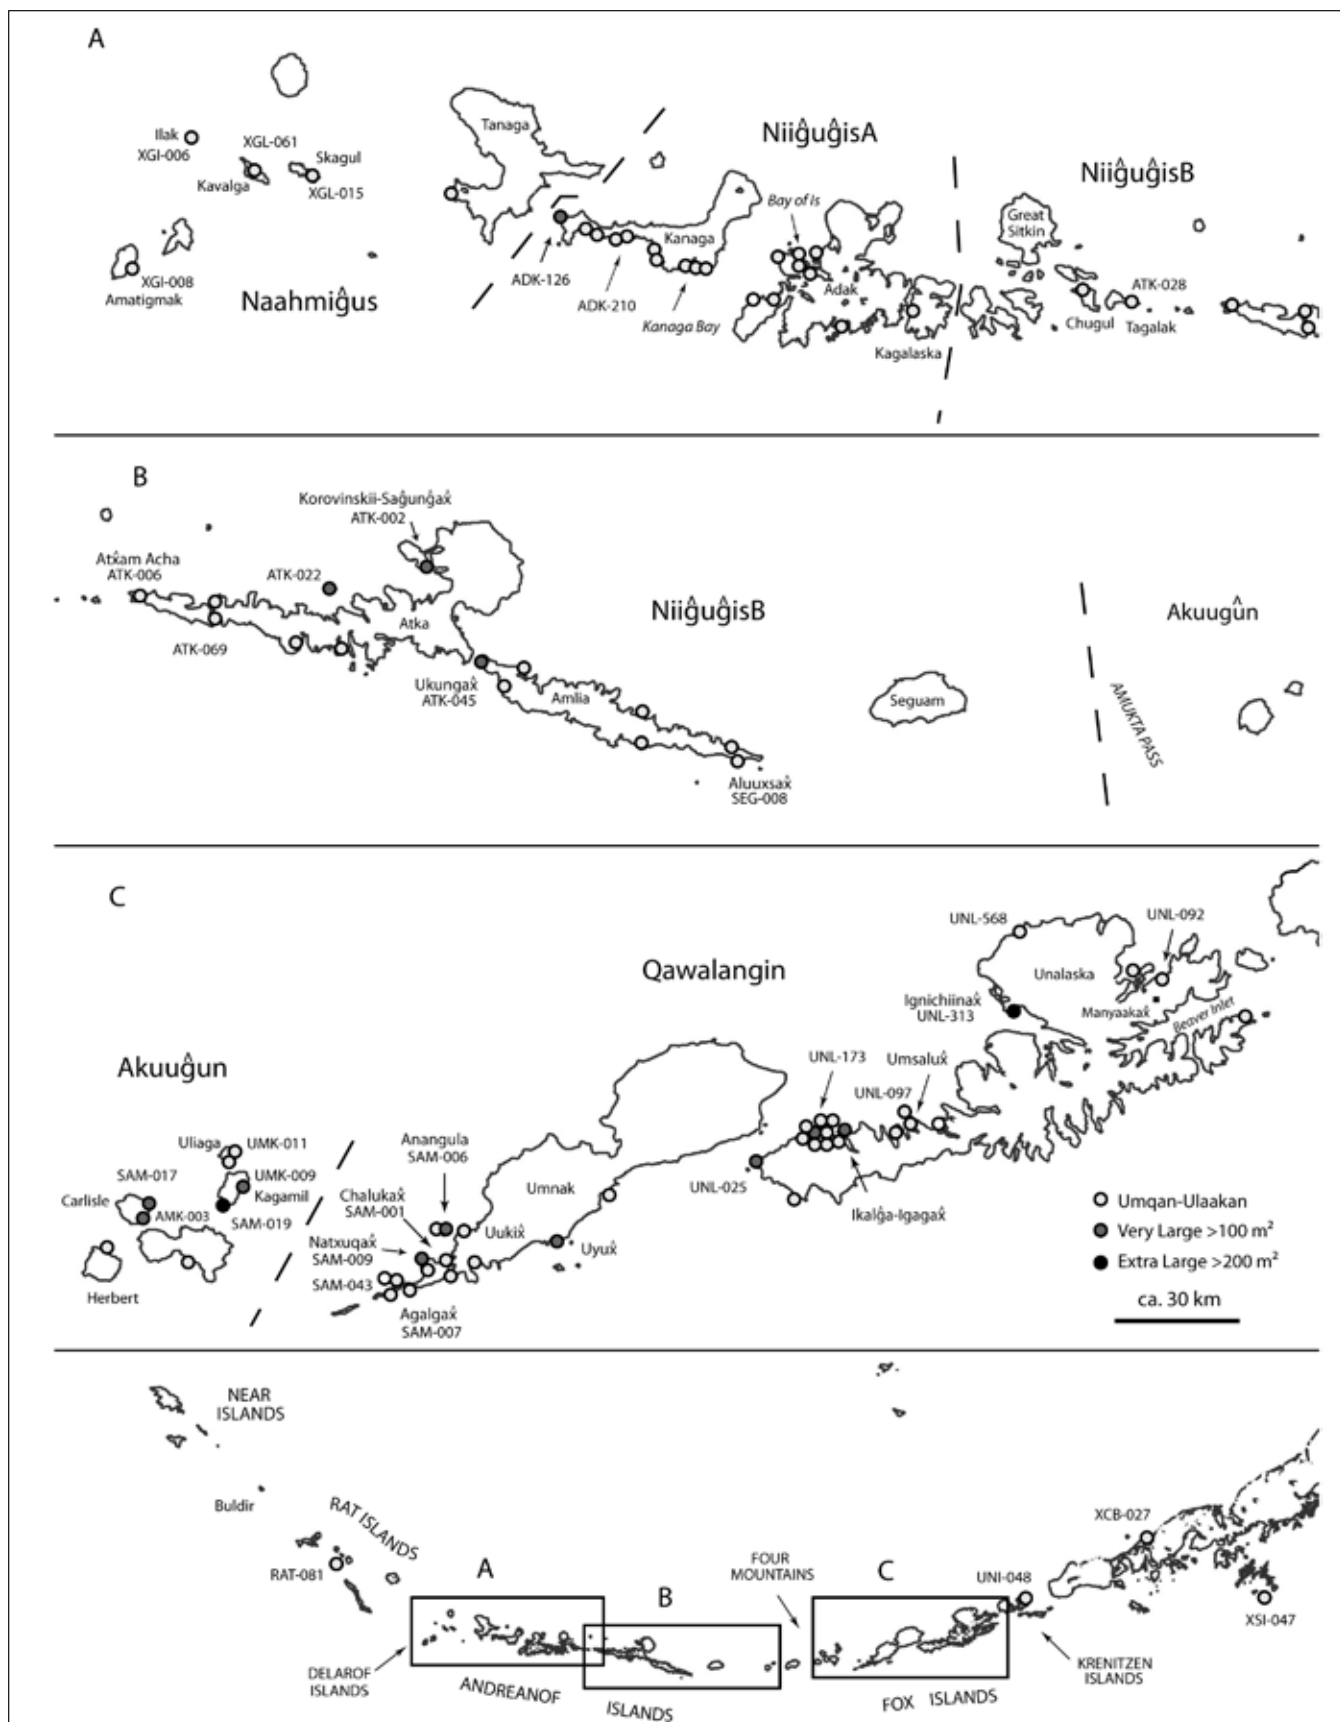 A
Ilak
XGI-006
XGL-061
Kavalga
Skagul
XGL-015
XGI-008
Amatigmak
Naahmiĝus
Tanaga
NiiĝuĝisA
ADK-126
ADK-210
Kanaga
Kanaga Bay
Bay of Is
Adak
Kagalaska
NiiĝuĝisB
Great
Sitkin
ATK-028
Chugul
Tagalak
B
Korovinskii-Saĝunĝax̂
ATK-002
Atx̂am Acha
ATK-006
ATK-022
ATK-069
Atka
NiiĝuĝisB
Ukungax̂
ATK-045
Amlia
Aluuxsax̂
SEG-008
Seguam
AMUKTA PASS
Akuugûn
C
Qawalangin
UNL-568
UNL-092
Unalaska
Ignichiinax̂
UNL-313
Manyaakax̂
Beaver Inlet
Akuuĝun
UNL-173
Umsalux̂
UNL-097
Uliaga
UMK-011
Anangula
SAM-006
SAM-017
UMK-009
Carlisle
Kagamil
AMK-003
SAM-019
Chalukax̂
SAM-001
Umnak
UNL-025
Ikalĝa-Igagax̂
Uukix̂
Natxuqax̂
SAM-009
Uyux̂
SAM-043
Herbert
Agalgax̂
SAM-007
Umqan-Ulaakan
Very Large >100 m²
Extra Large >200 m²
ca. 30 km
NEAR
ISLANDS
Buldir
RAT ISLANDS
RAT-081
A
B
FOUR
MOUNTAINS
C
XCB-027
UNI-048
XSI-047
DELAROF
ISLANDS
ANDREANOF
ISLANDS
FOX ISLANDS
KRENITZEN
ISLANDS